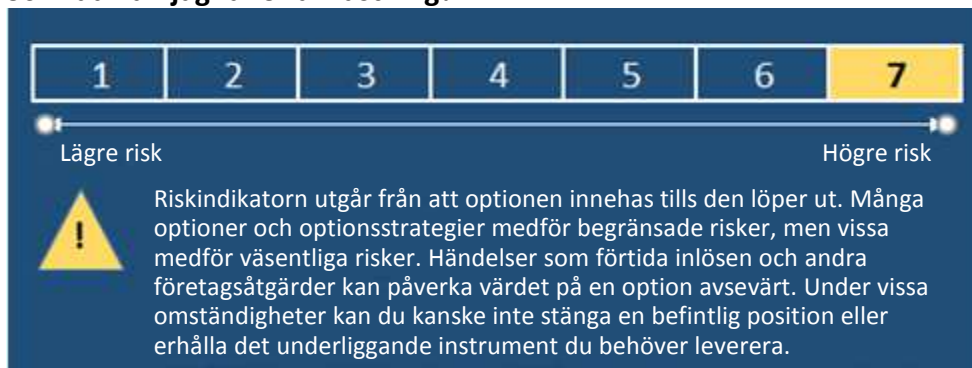 1 2 3 4 5 6 7
Lägre risk Högre risk
Riskindikatorn utgår från att optionen innehas tills den löper ut. Många
optioner och optionsstrategier medför begränsade risker, men vissa
medför väsentliga risker. Händelser som förtida inlösen och andra
företagsåtgärder kan påverka värdet på en option avsevärt. Under vissa
omständigheter kan du kanske inte stänga en befintlig position eller
erhålla det underliggande instrument du behöver leverera.